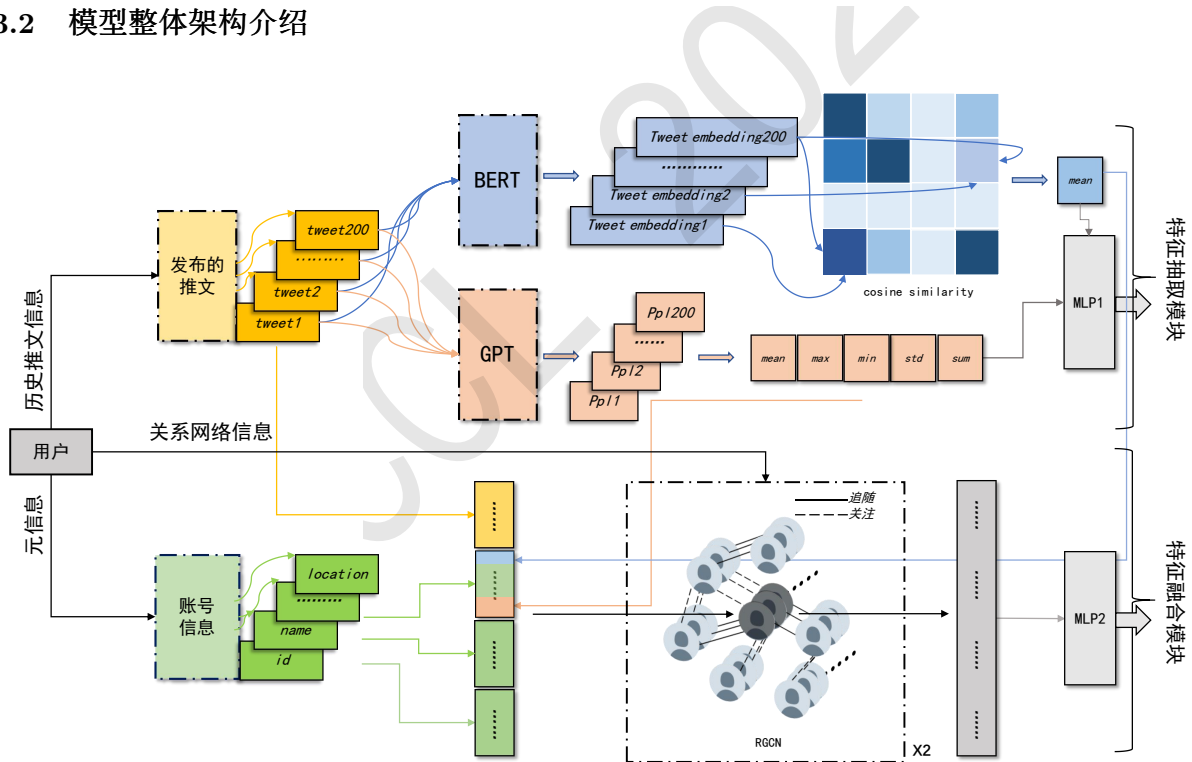 3.2 模型整体架构介绍
CCL 202
Tweet embedding200
............
Tweet embedding2
Tweet embedding1
BERT
mean
cosine similarity
发布的
推文
tweet200
.........
tweet2
tweet1
MLP1
特征抽取模块
GPT
Ppl200
......
Ppl2
Ppl1
mean
max
min
std
sum
历史推文信息
用户
关系网络信息
元信息
追随
关注
账号
信息
location
.........
name
id
......
......
......
......
RGCN
X2
......
......
......
......
MLP2
特征融合模块